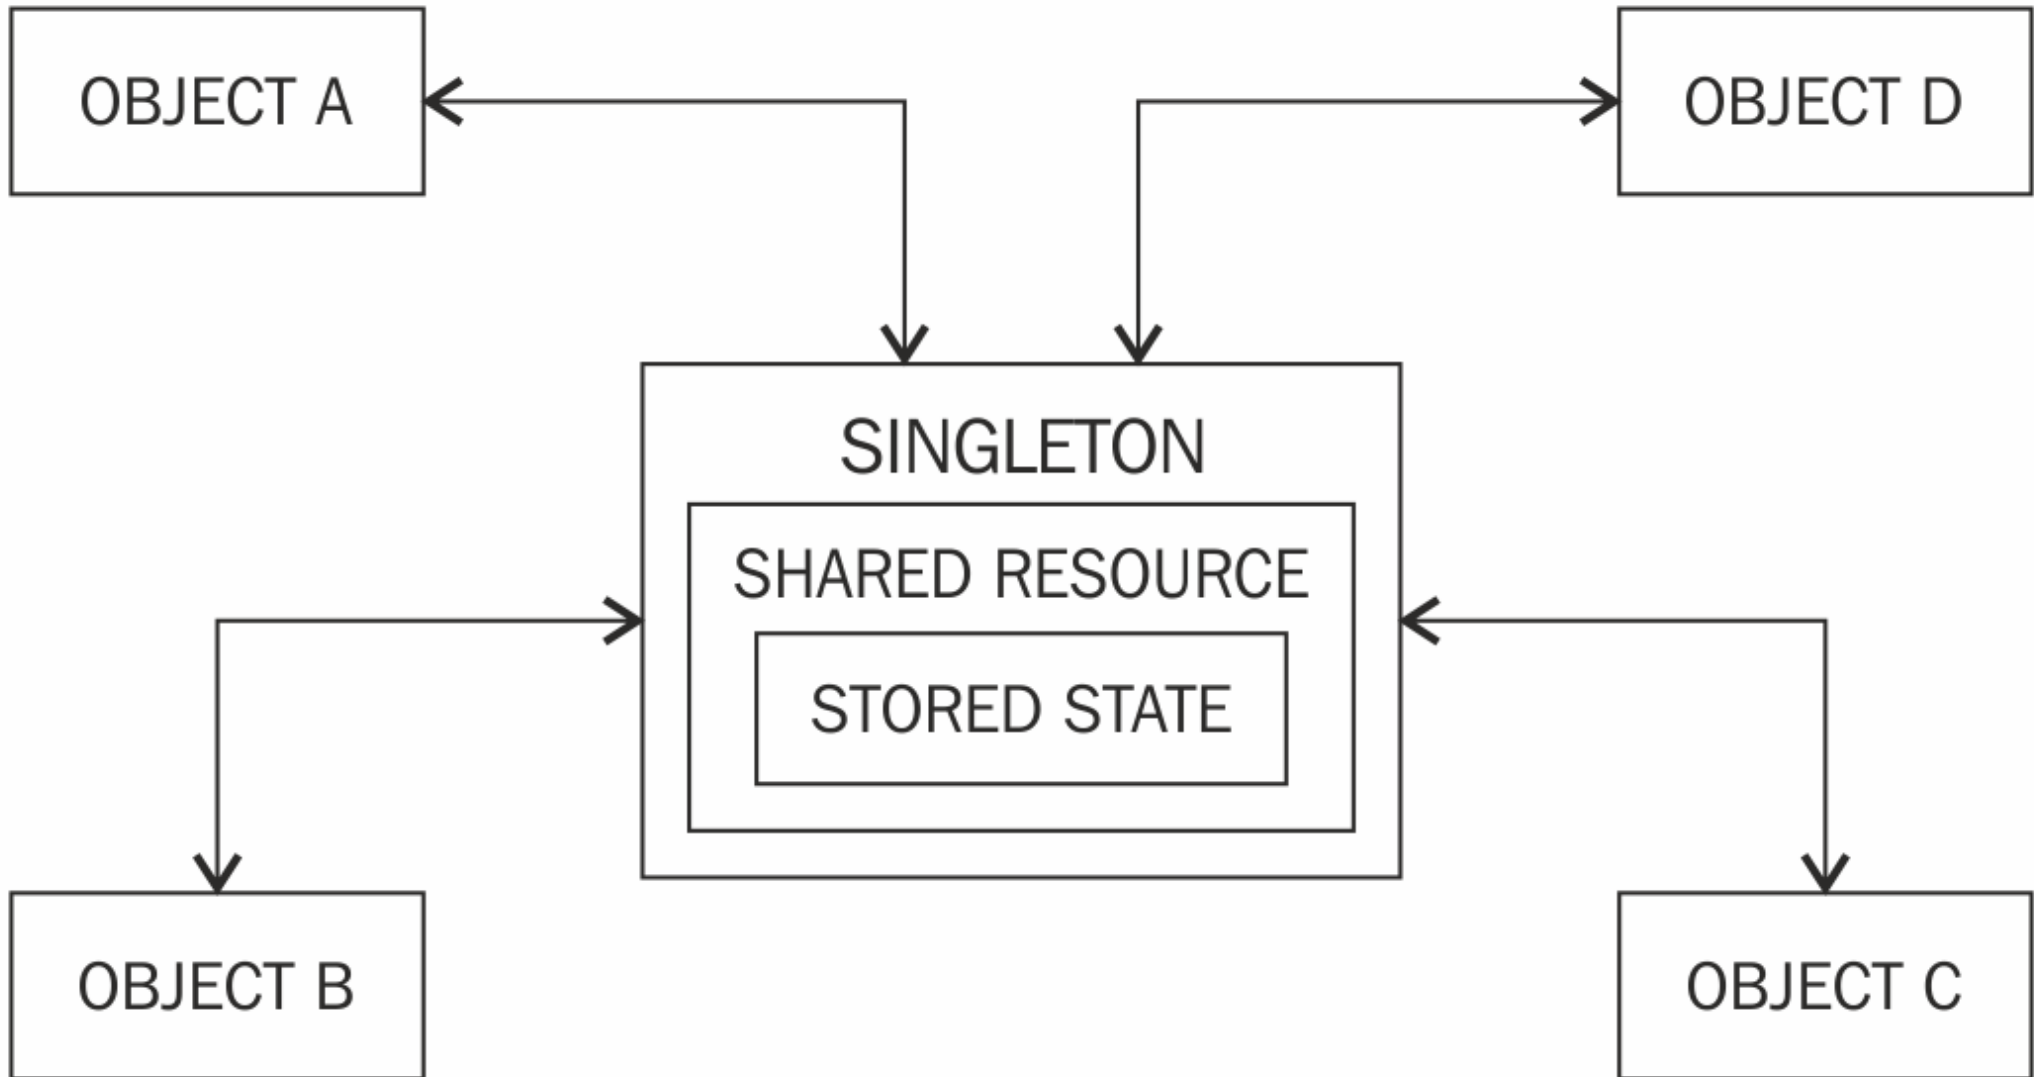 OBJECT A
OBJECT D
SINGLETON
SHARED RESOURCE
STORED STATE
OBJECT B
OBJECT C